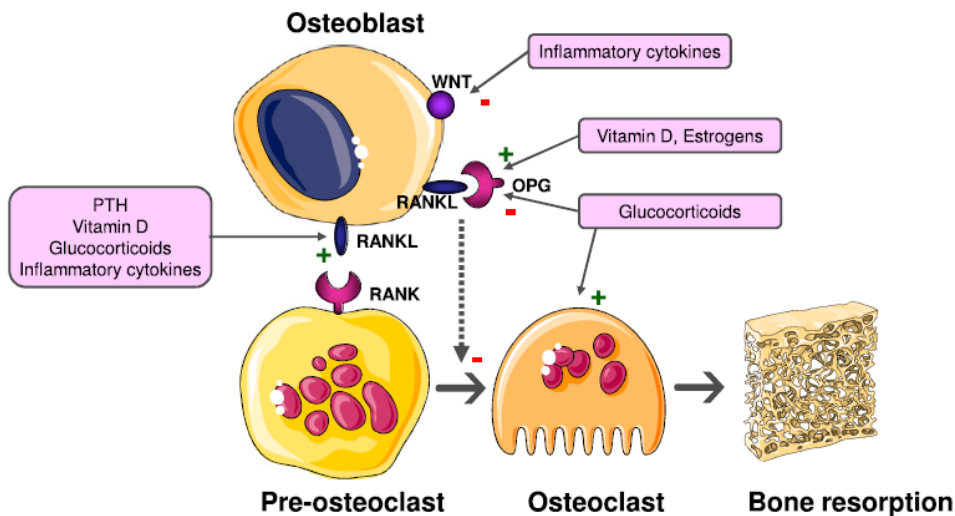 Osteoblast
Inflammatory cytokines
WNT
-
Vitamin D, Estrogens
+
OPG
RANKL
-
Glucocorticoids
PTH
Vitamin D
Glucocorticoids
Inflammatory cytokines
RANKL
+
RANK
+
-
Pre-osteoclast
Osteoclast
Bone resorption